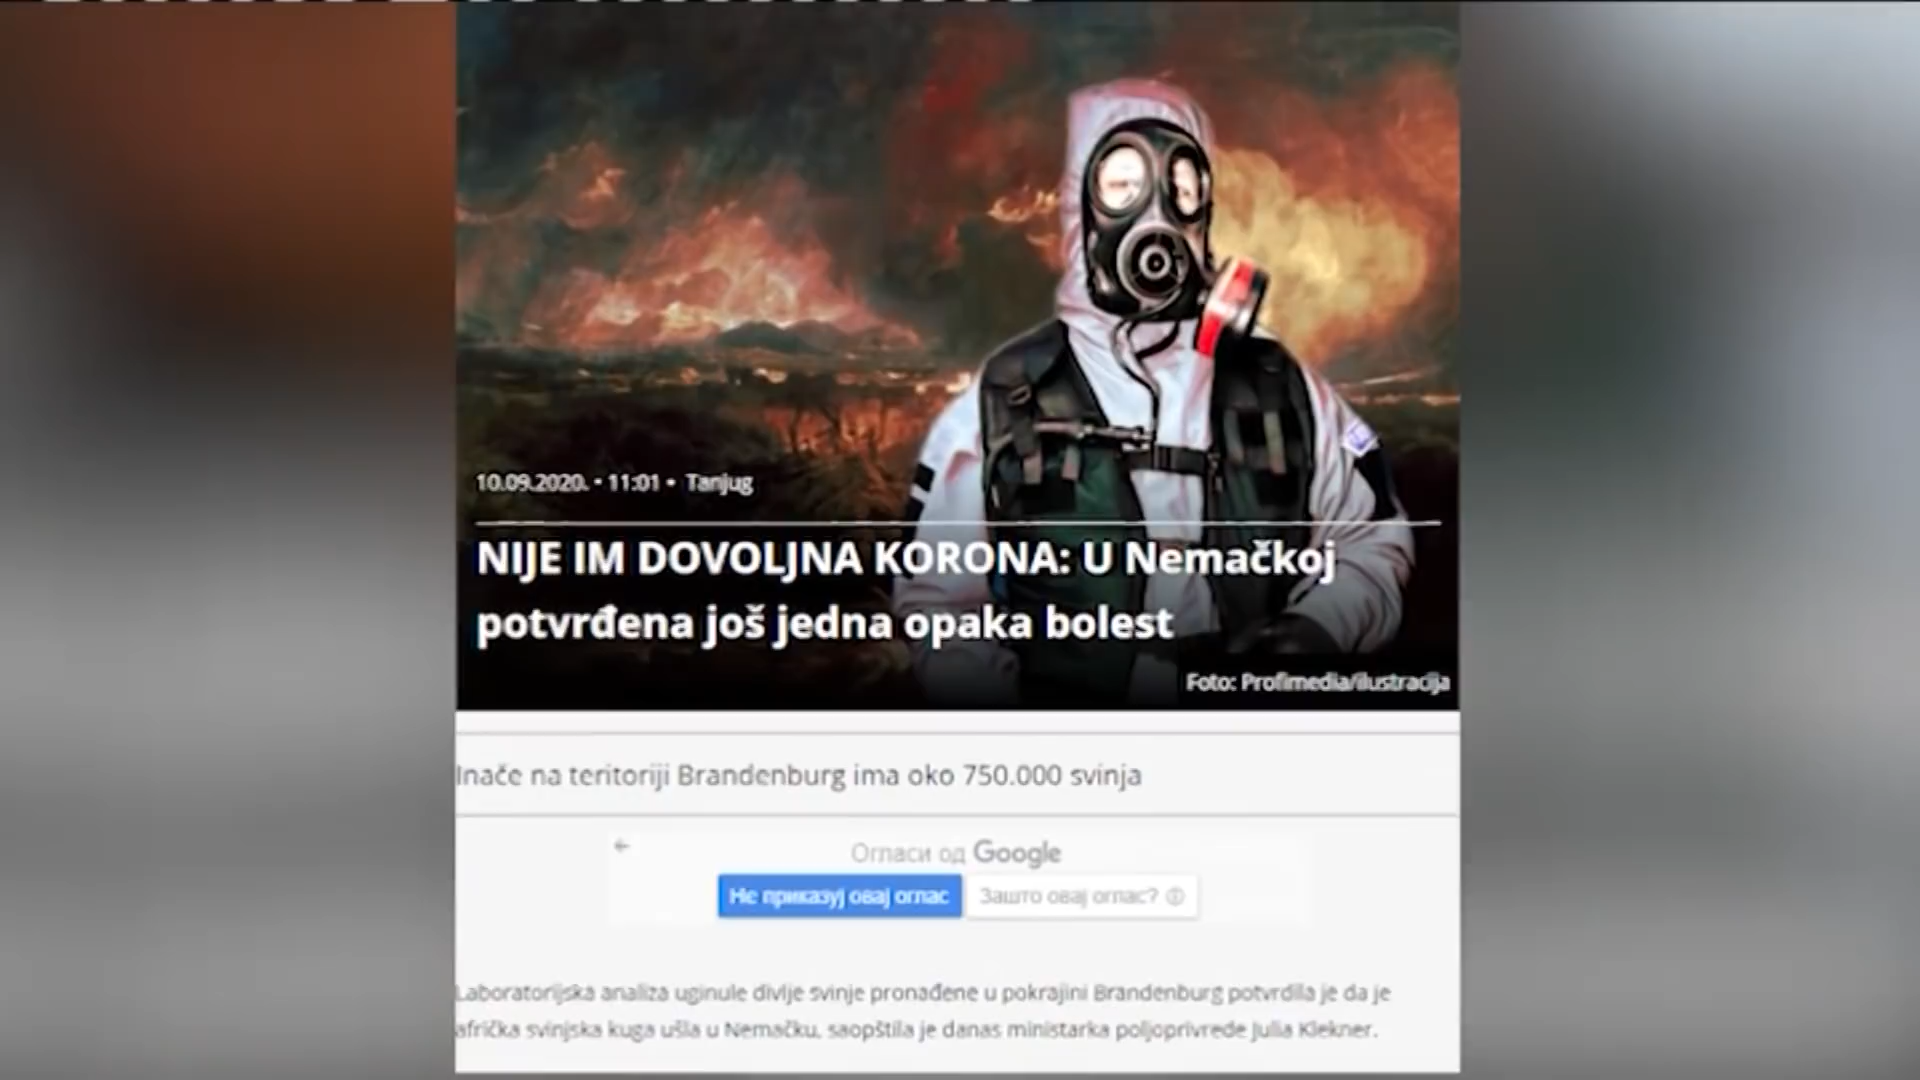 10.09.2020. • 11:01 • Tanjug
NIJE IM DOVOLJNA KORONA: U Nemačkoj
potvrđena još jedna opaka bolest
Foto: Profimedia/ilustracija
Inače na teritoriji Brandenburg ima oko 750.000 svinja
Огласи од Google
Не приказуј овај оглас
Зашто овај оглас?
Laboratorijska analiza uginule divlje svinje pronađene u pokrajini Brandenburg potvrdila je da je
afrička svinjska kuga ušla u Nemačku, saopštila je danas ministarka poljoprivrede Julia Klekner.